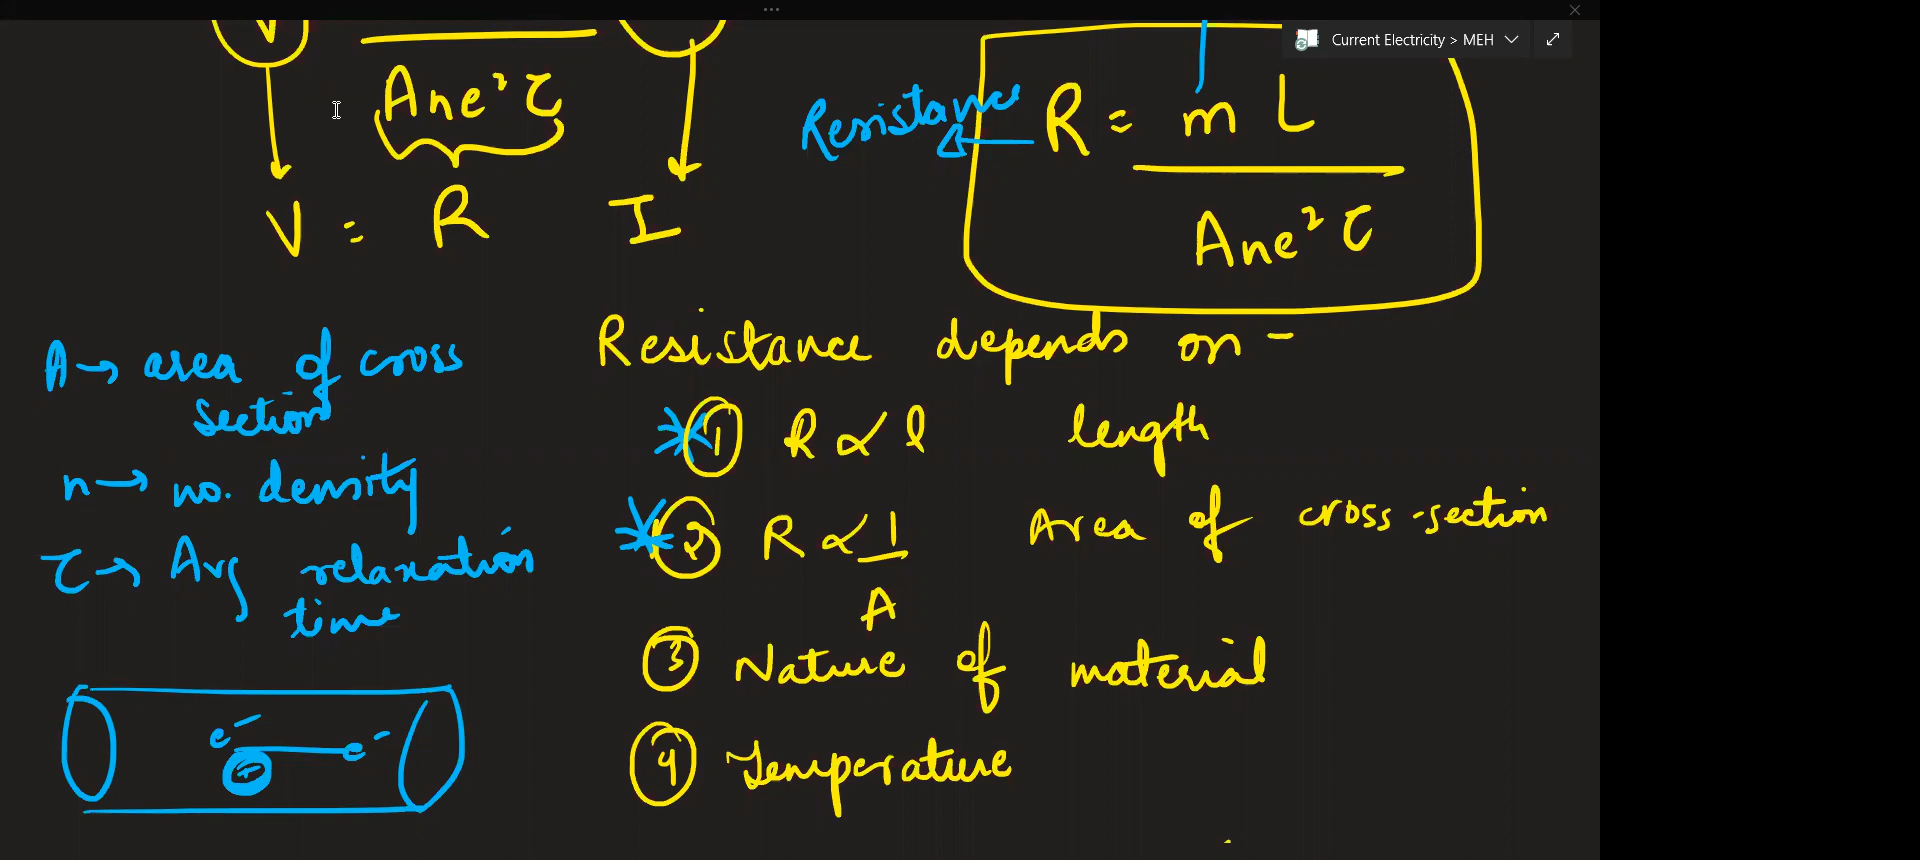 Current Electricity > MEH
V
Ane²τ
V = R I
Resistance R = mL
Ane²τ
Resistance depends on -
A → area of cross
section
n → no. density
τ → Avg relaxation
time
① R ∝ l length
② R ∝ 1 Area of cross-section
A
③ Nature of material
④ Temperature
e⁻ e⁻
+